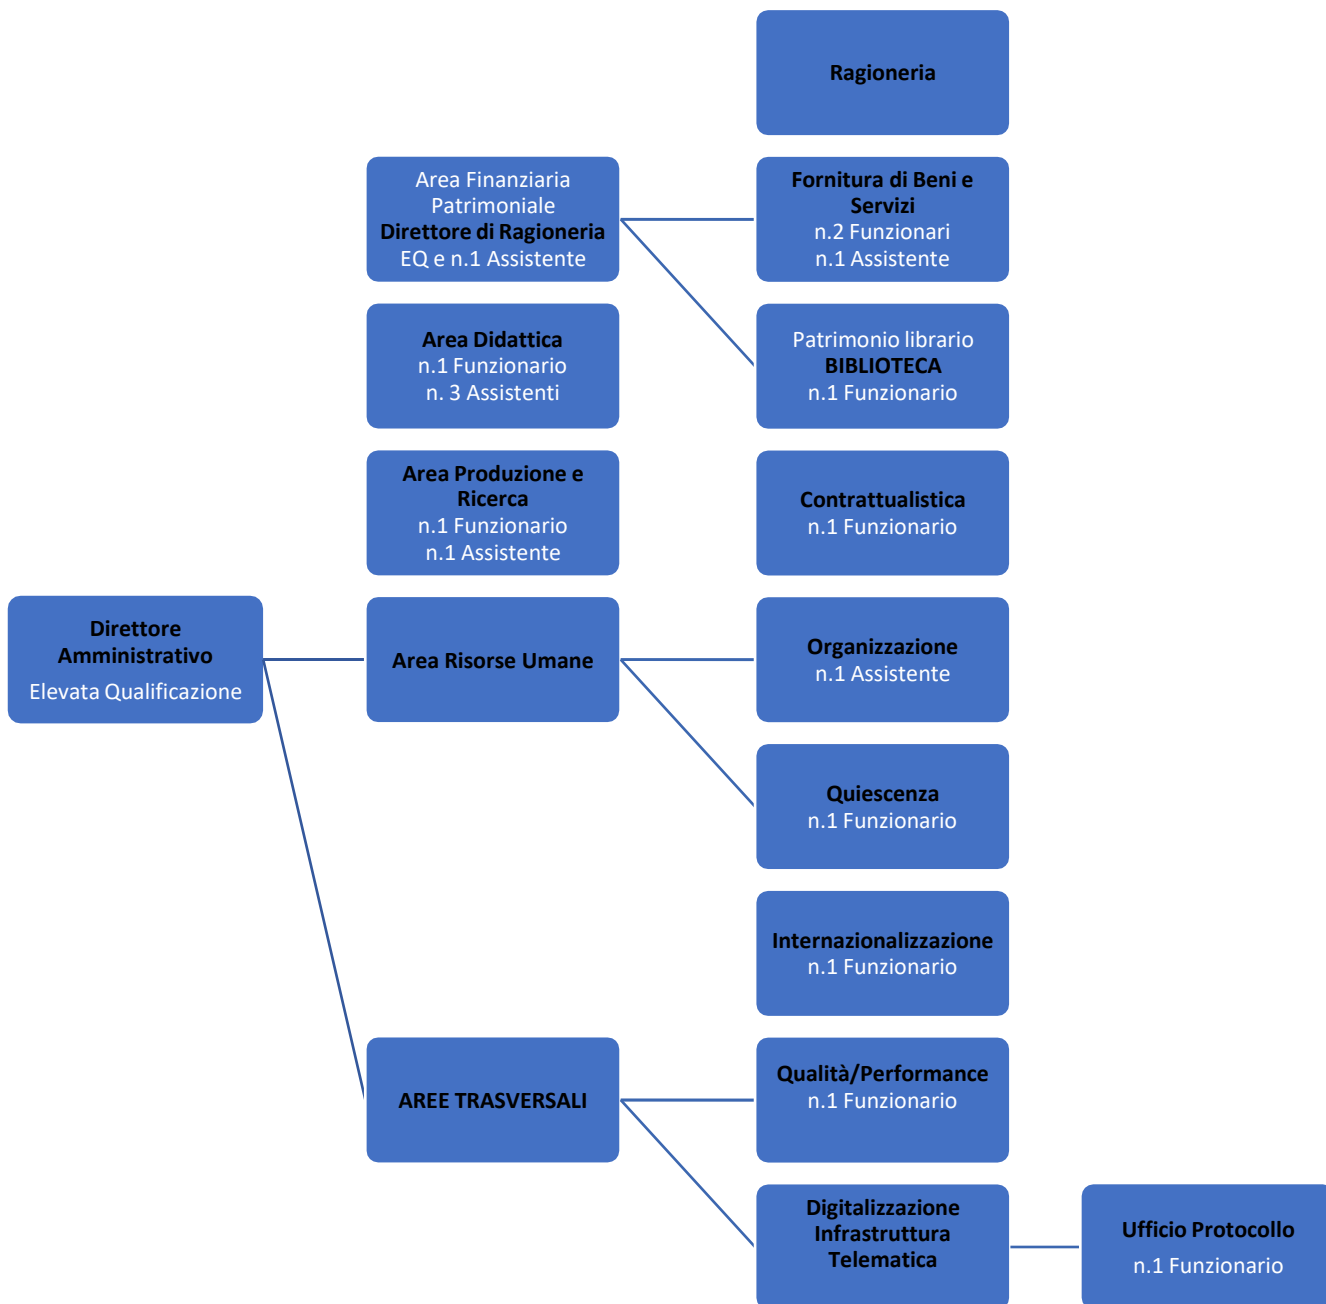 Ragioneria
Area Finanziaria
Patrimoniale
Direttore di Ragioneria
EQ e n.1 Assistente
Fornitura di Beni e
Servizi
n.2 Funzionari
n.1 Assistente
Area Didattica
n.1 Funzionario
n. 3 Assistenti
Patrimonio librario
BIBLIOTECA
n.1 Funzionario
Area Produzione e
Ricerca
n.1 Funzionario
n.1 Assistente
Contrattualistica
n.1 Funzionario
Direttore
Amministrativo
Elevata Qualificazione
Area Risorse Umane
Organizzazione
n.1 Assistente
Quiescenza
n.1 Funzionario
Internazionalizzazione
n.1 Funzionario
AREE TRASVERSALI
Qualità/Performance
n.1 Funzionario
Digitalizzazione
Infrastruttura
Telematica
Ufficio Protocollo
n.1 Funzionario